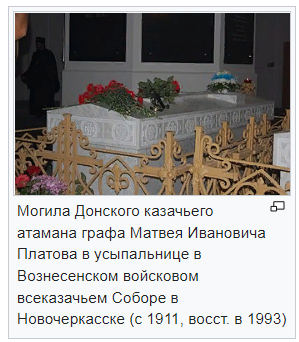 Могила Донского казачьего
атамана графа Матвея Ивановича
Платова в усыпальнице в
Вознесенском войсковом
всеказачьем Соборе в
Новочеркасске (с 1911, восст. в 1993)